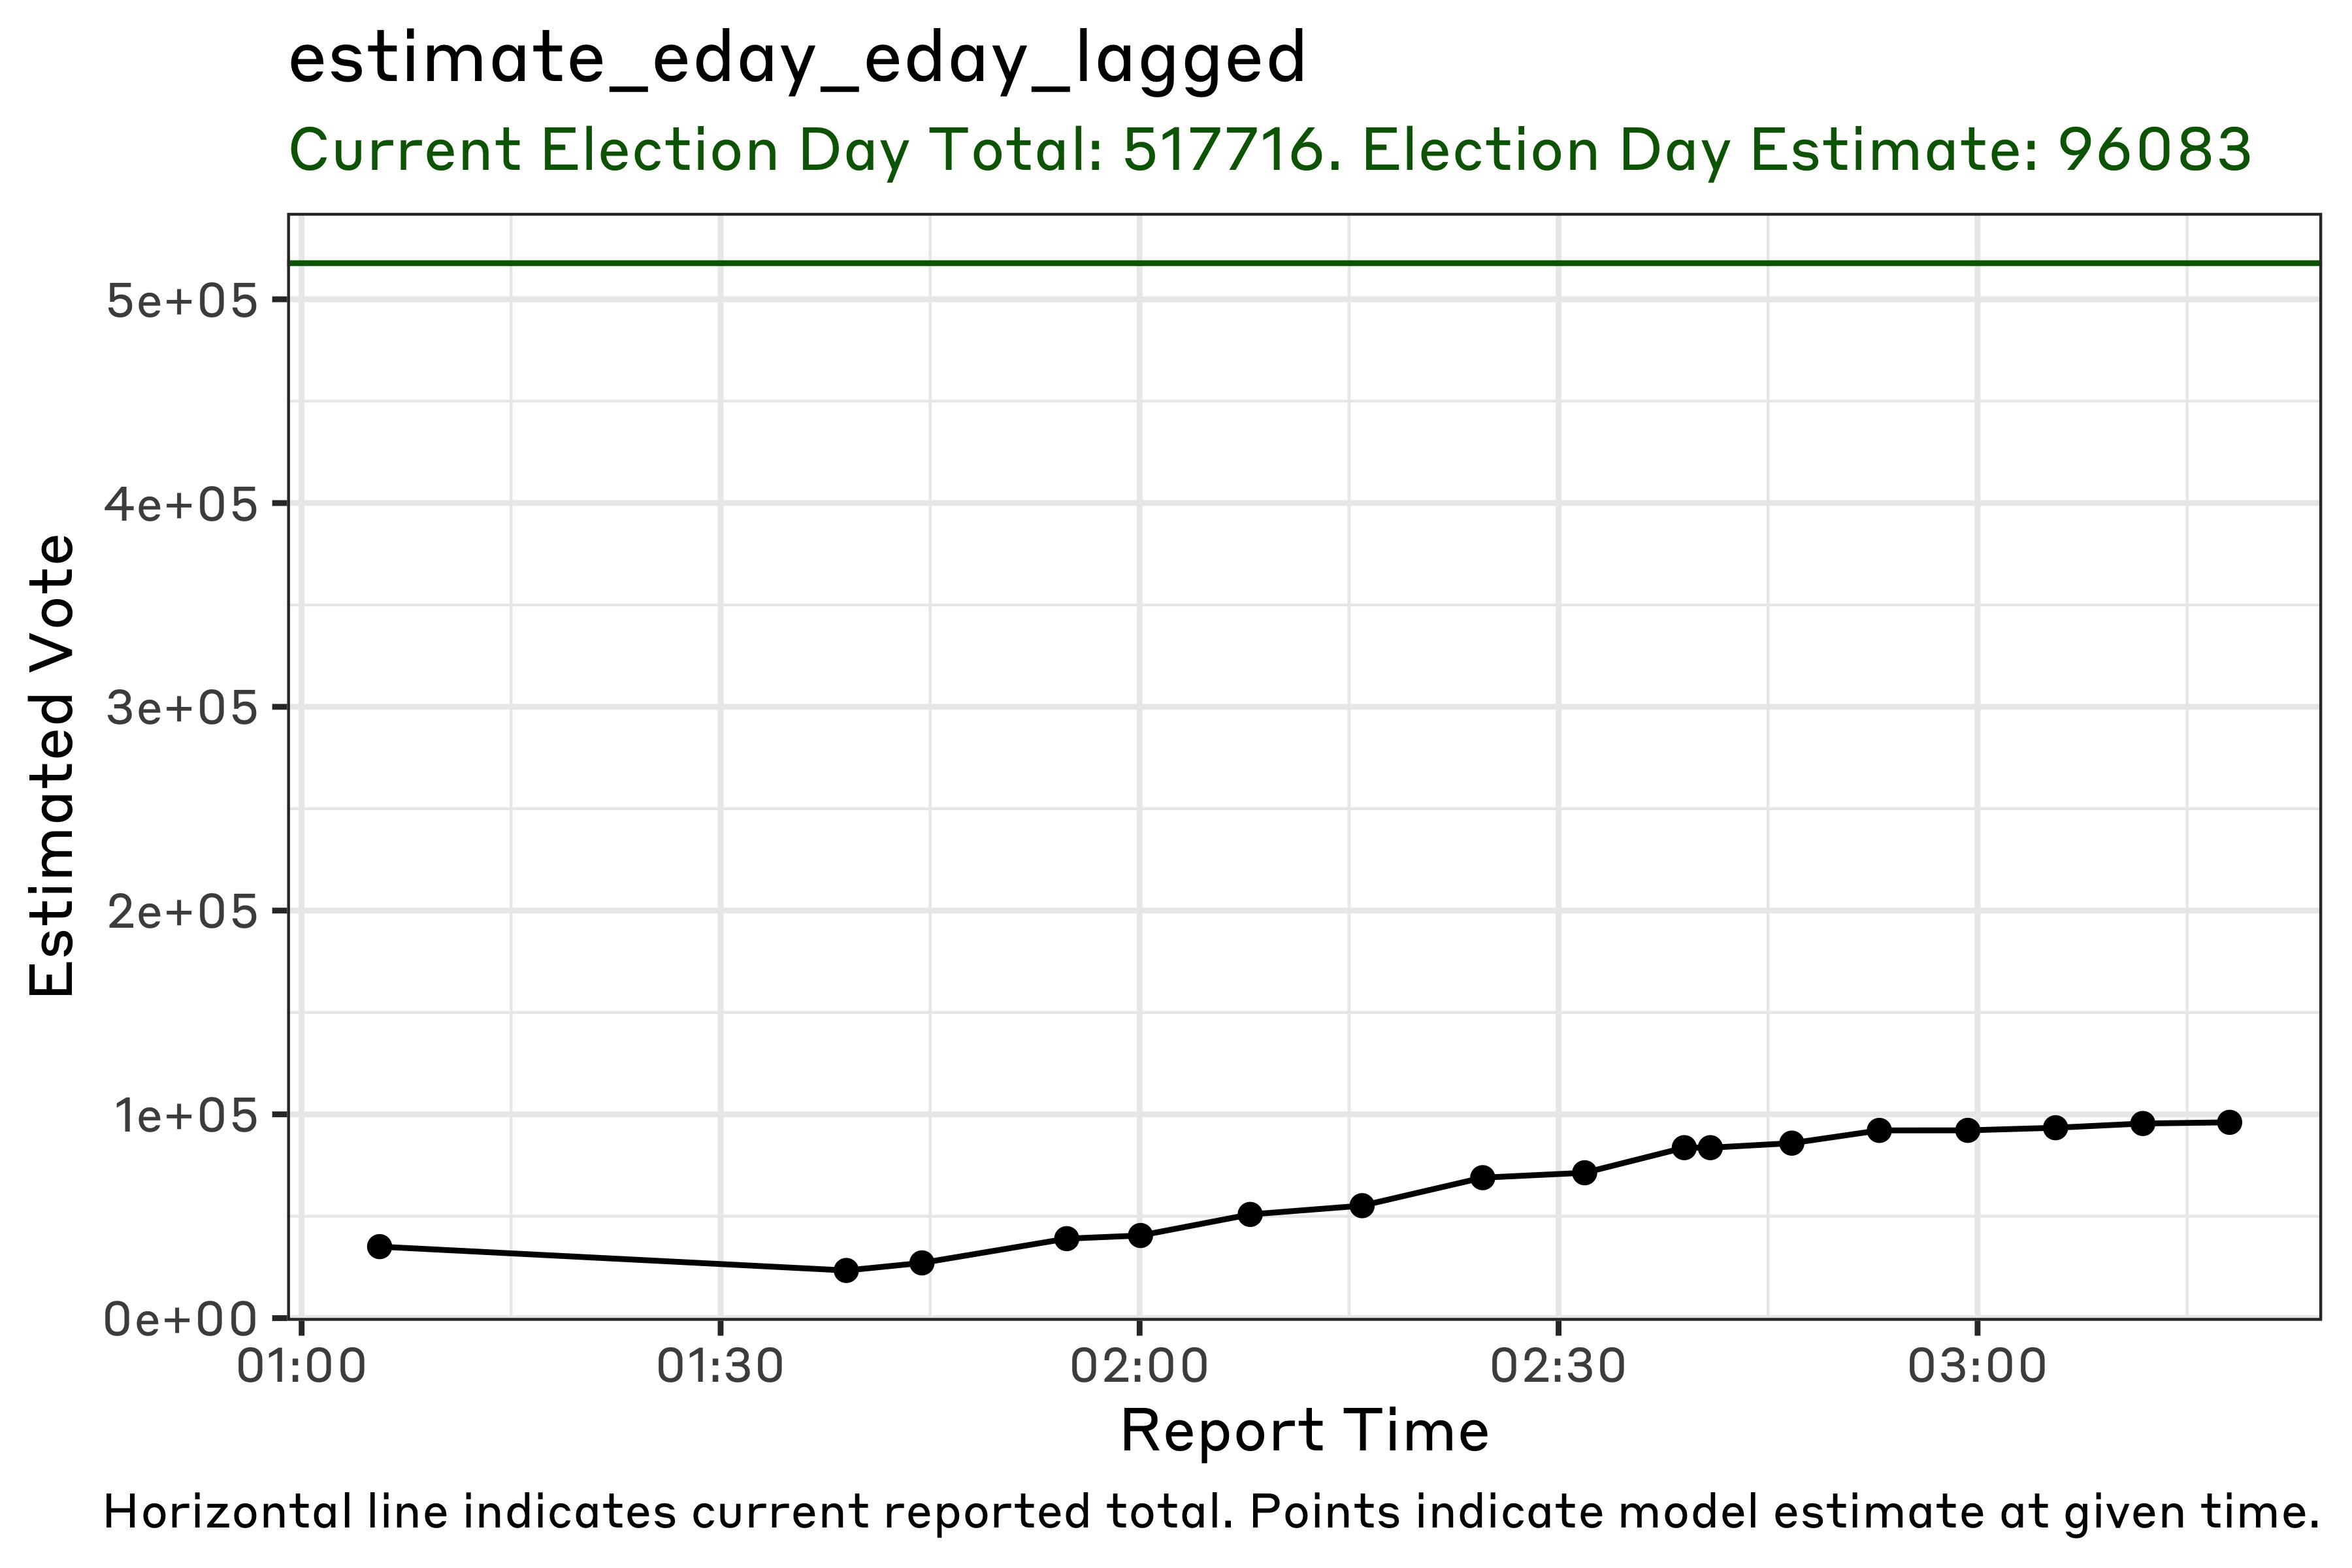 estimate_eday_eday_lagged
Current Election Day Total: 517716. Election Day Estimate: 96083
Estimated Vote
5e+05
4e+05
3e+05
2e+05
1e+05
0e+00
01:00 01:30 02:00 02:30 03:00
Report Time
Horizontal line indicates current reported total. Points indicate model estimate at given time.